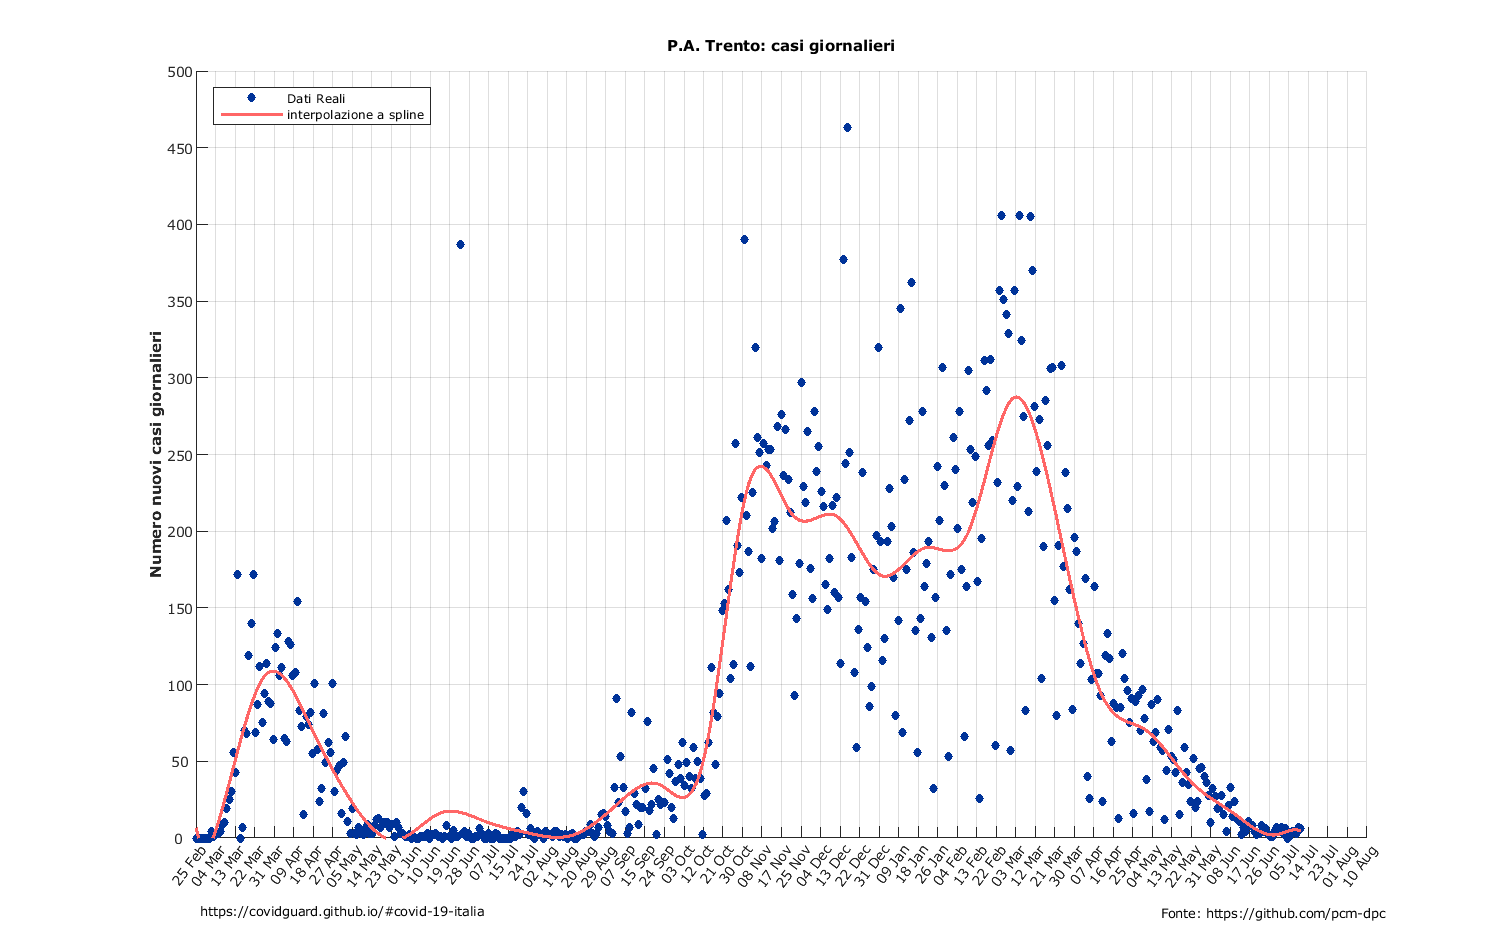 P.A. Trento: casi giornalieri
500
Dati Reali
interpolazione a spline
450
400
350
300
250
200
150
100
50
0
Numero nuovi casi giornalieri
25 Feb
04 Mar
13 Mar
22 Mar
31 Mar
09 Apr
18 Apr
27 Apr
05 May
14 May
23 May
01 Jun
10 Jun
19 Jun
28 Jun
07 Jul
15 Jul
24 Jul
02 Aug
11 Aug
20 Aug
29 Aug
07 Sep
15 Sep
24 Sep
03 Oct
12 Oct
21 Oct
30 Oct
08 Nov
17 Nov
25 Nov
04 Dec
13 Dec
22 Dec
31 Dec
09 Jan
18 Jan
26 Jan
04 Feb
13 Feb
22 Feb
03 Mar
12 Mar
21 Mar
30 Mar
07 Apr
16 Apr
25 Apr
04 May
13 May
22 May
31 May
08 Jun
17 Jun
26 Jun
05 Jul
14 Jul
23 Jul
01 Aug
10 Aug
https://covidguard.github.io/#covid-19-italia
Fonte: https://github.com/pcm-dpc